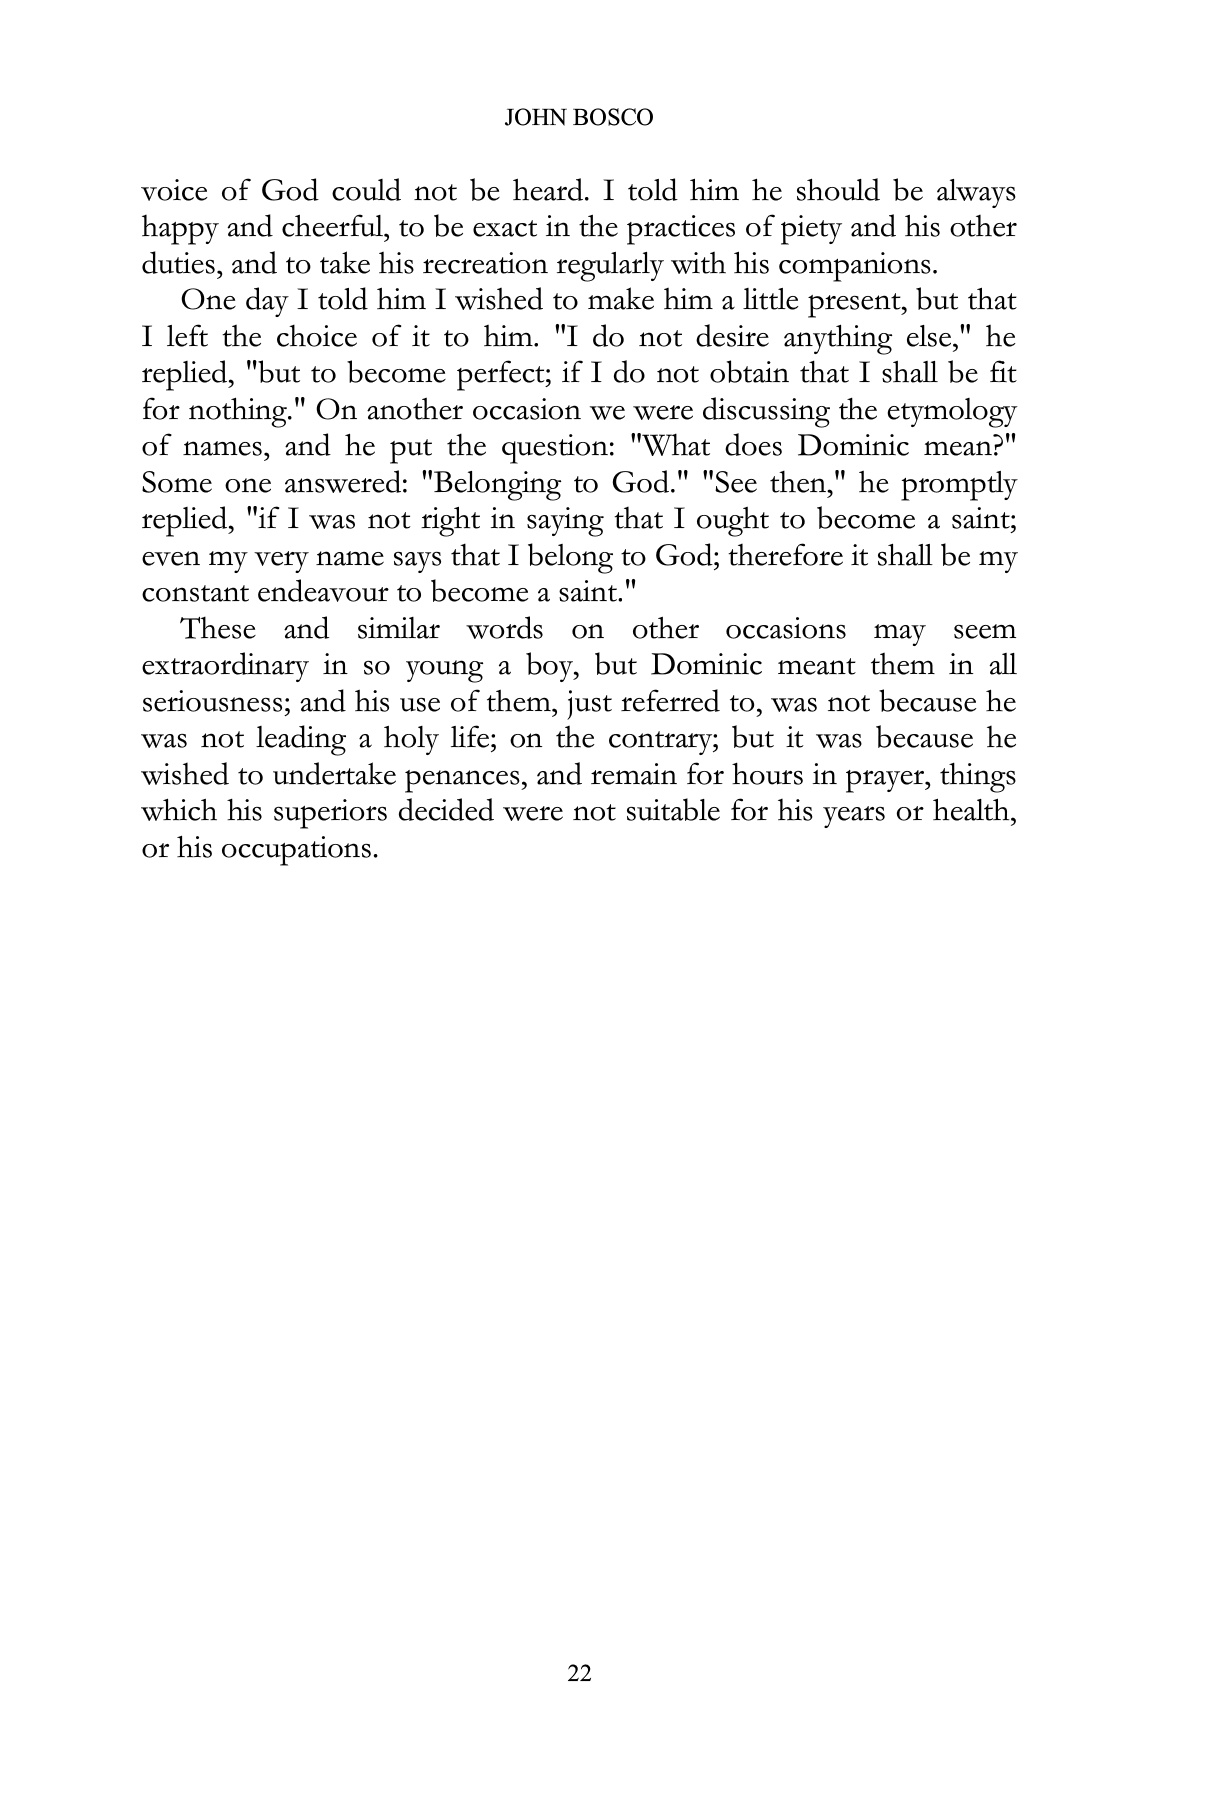 JOHN BOSCO
voice of God could not be heard. I told him he should be always
happy and cheerful, to be exact in the practices of piety and his other
duties, and to take his recreation regularly with his companions.
One day I told him I wished to make him a little present, but that
I left the choice of it to him. "I do not desire anything else," he
replied, "but to become perfect; if I do not obtain that I shall be fit
for nothing." On another occasion we were discussing the etymology
of names, and he put the question: "What does Dominic mean?"
Some one answered: "Belonging to God." "See then," he promptly
replied, "if I was not right in saying that I ought to become a saint;
even my very name says that I belong to God; therefore it shall be my
constant endeavour to become a saint."
These and similar words on other occasions may seem
extraordinary in so young a boy, but Dominic meant them in all
seriousness; and his use of them, just referred to, was not because he
was not leading a holy life; on the contrary; but it was because he
wished to undertake penances, and remain for hours in prayer, things
which his superiors decided were not suitable for his years or health,
or his occupations.
22